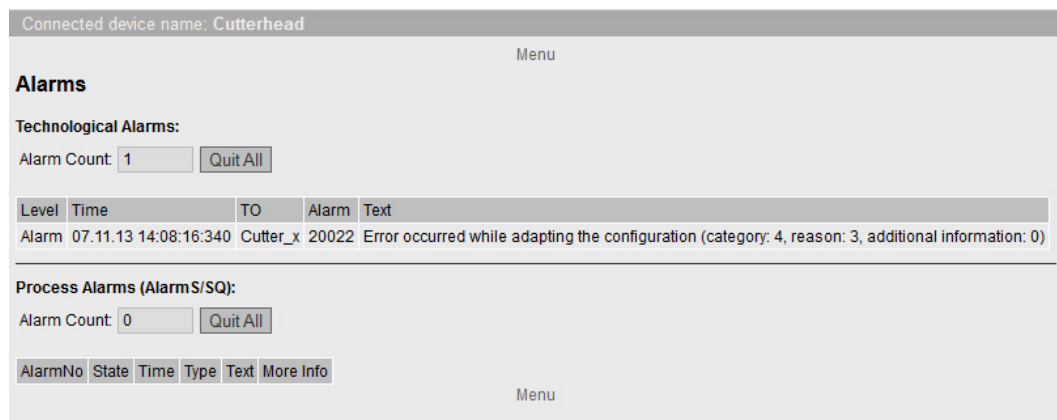 Connected device name: Cutterhead
Menu
Alarms
Technological Alarms:
Alarm Count: 1 Quit All
Level Time TO Alarm Text
Alarm 07.11.13 14:08:16:340 Cutter_x 20022 Error occurred while adapting the configuration (category: 4, reason: 3, additional information: 0)
Process Alarms (AlarmS/SQ):
Alarm Count: 0 Quit All
AlarmNo State Time Type Text More Info
Menu